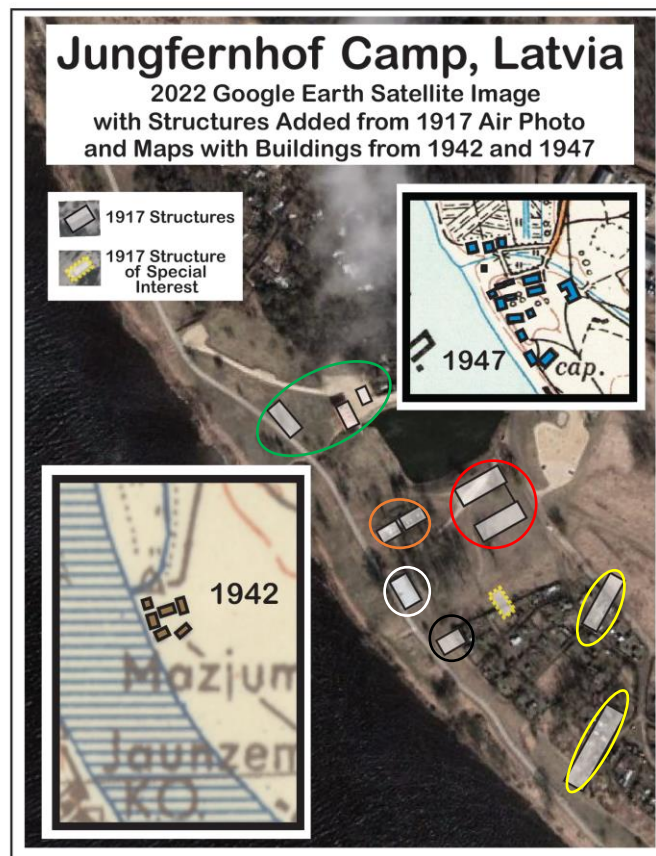 Jungfernhof Camp, Latvia
2022 Google Earth Satellite Image
with Structures Added from 1917 Air Photo
and Maps with Buildings from 1942 and 1947
1917 Structures
1917 Structure
of Special
Interest
1947
cap.
1942
Mazjum
Jaunzem
KO.